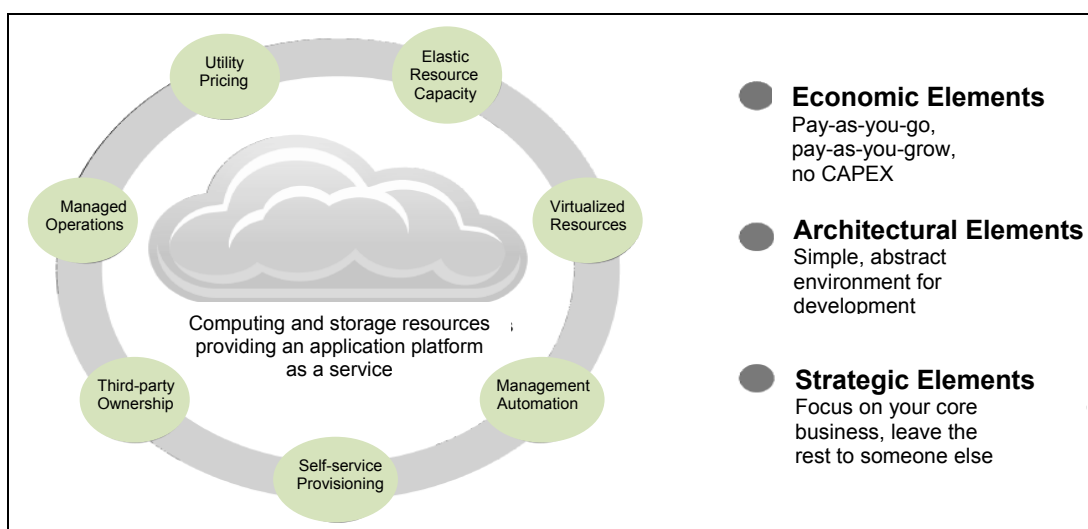 Utility
Pricing
Elastic
Resource
Capacity
Managed
Operations
Virtualized
Resources
Computing and storage resources
providing an application platform
as a service
Third-party
Ownership
Management
Automation
Self-service
Provisioning
Economic Elements
Pay-as-you-go,
pay-as-you-grow,
no CAPEX
Architectural Elements
Simple, abstract
environment for
development
Strategic Elements
Focus on your core
business, leave the
rest to someone else